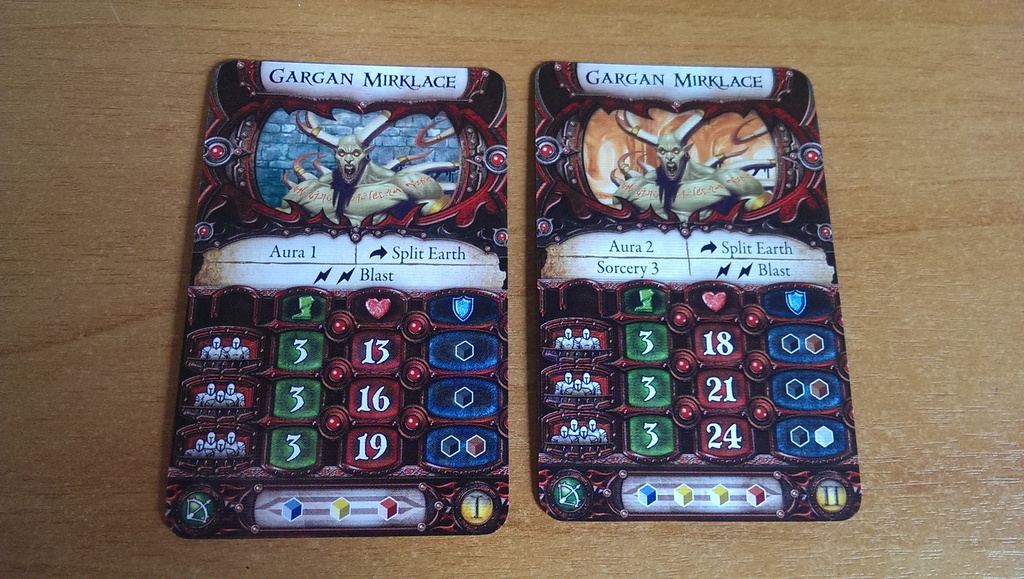 GARGAN MIRKLACE
Aura 1
Split Earth
Blast
3 13
3 16
3 19
I
GARGAN MIRKLACE
Aura 2
Split Earth
Sorcery 3
Blast
3 18
3 21
3 24
II